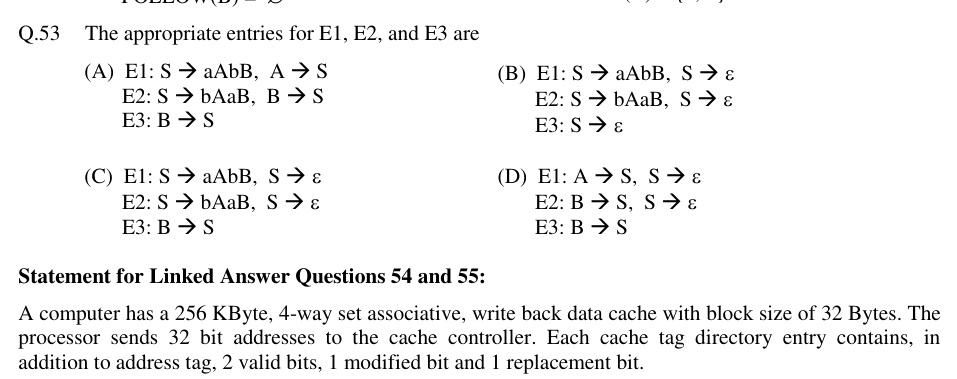 Q.53 The appropriate entries for E1, E2, and E3 are
(A) E1: S → aAbB, A → S
E2: S → bAaB, B → S
E3: B → S
(B) E1: S → aAbB, S → ε
E2: S → bAaB, S → ε
E3: S → ε
(C) E1: S → aAbB, S → ε
E2: S → bAaB, S → ε
E3: B → S
(D) E1: A → S, S → ε
E2: B → S, S → ε
E3: B → S
Statement for Linked Answer Questions 54 and 55:
A computer has a 256 KByte, 4-way set associative, write back data cache with block size of 32 Bytes. The
processor sends 32 bit addresses to the cache controller. Each cache tag directory entry contains, in
addition to address tag, 2 valid bits, 1 modified bit and 1 replacement bit.